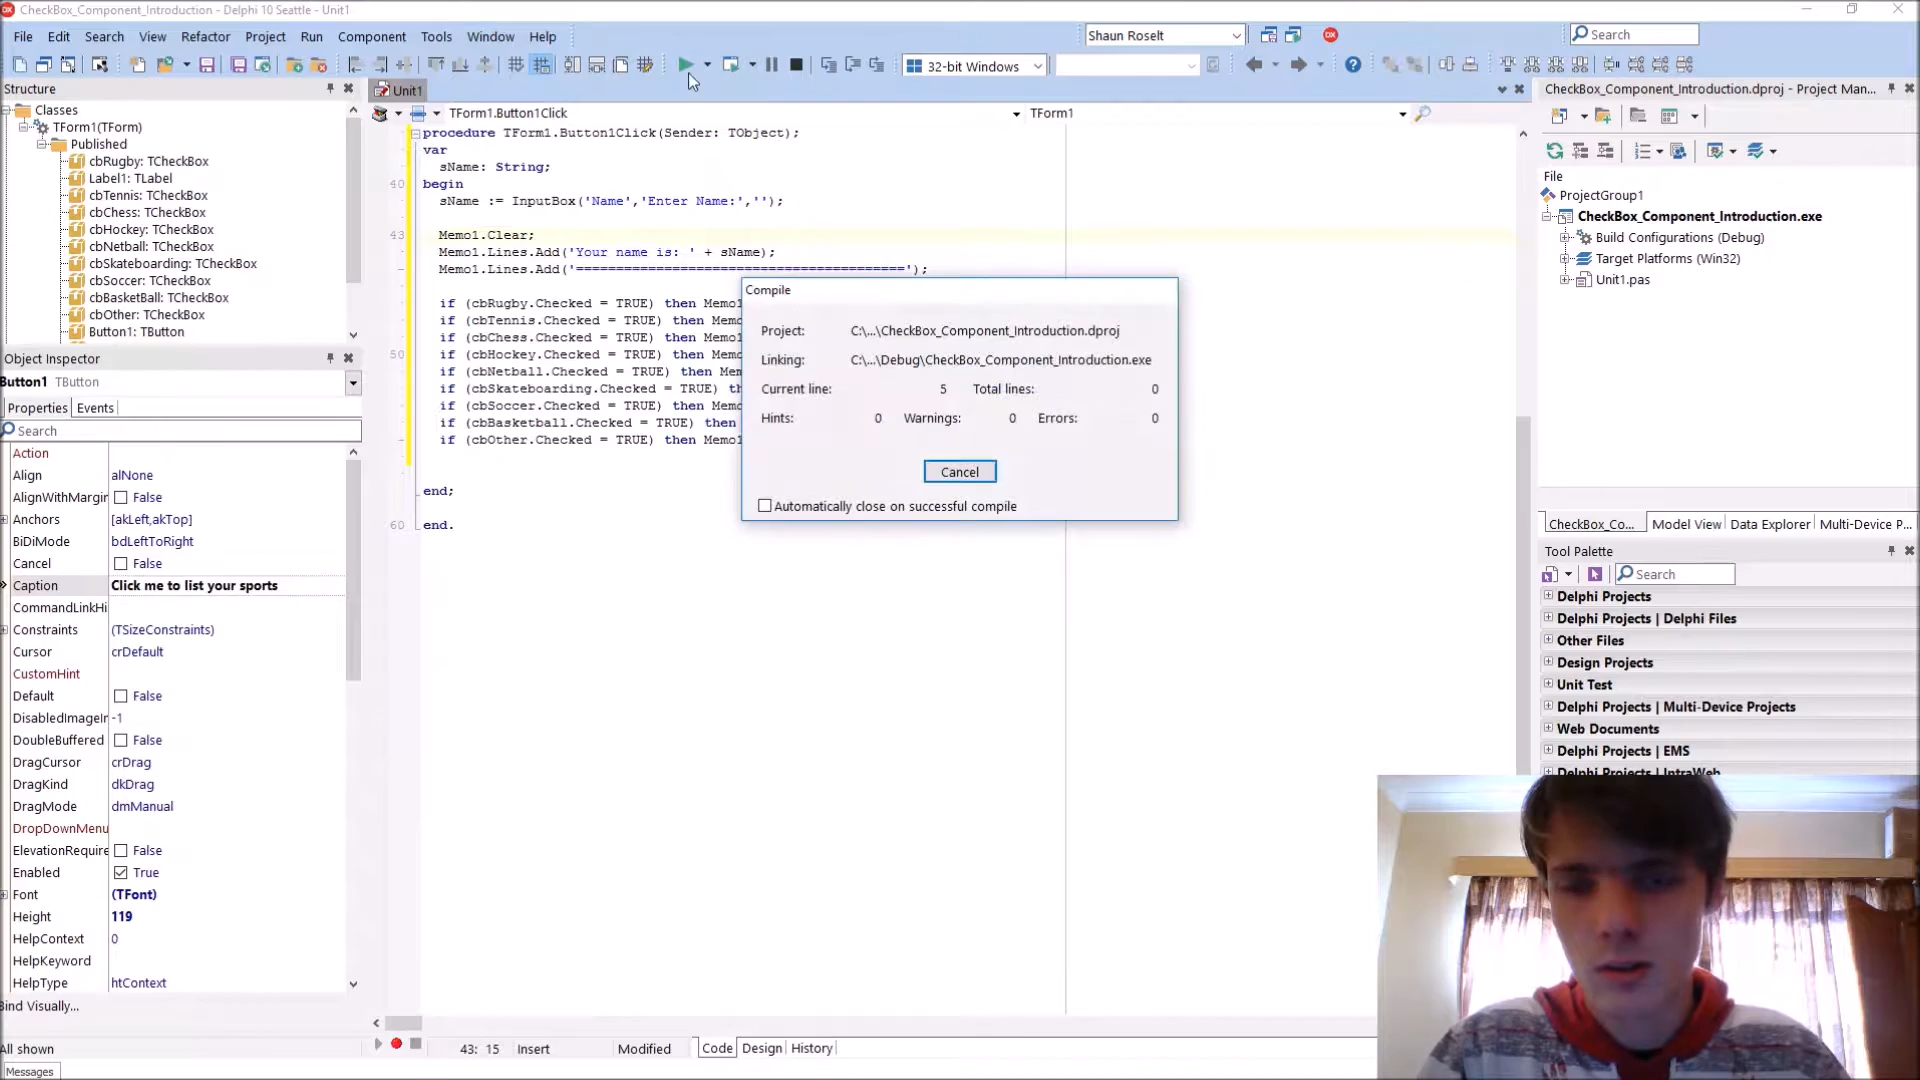 CheckBox_Component_Introduction - Delphi 10 Seattle - Unit1
File Edit Search View Refactor Project Run Component Tools Window Help
Shaun Roselt
Search
32-bit Windows
Structure
Classes
TForm1(TForm)
Published
cbRugby: TCheckBox
Label1: TLabel
cbTennis: TCheckBox
cbChess: TCheckBox
cbHockey: TCheckBox
cbNetball: TCheckBox
cbSkateboarding: TCheckBox
cbSoccer: TCheckBox
cbBasketBall: TCheckBox
cbOther: TCheckBox
Button1: TButton
Object Inspector
Button1 TButton
Properties Events
Search
Action
Align alNone
AlignWithMargir False
Anchors [akLeft,akTop]
BiDiMode bdLeftToRight
Cancel False
Caption Click me to list your sports
CommandLinkHi
Constraints (TSizeConstraints)
Cursor crDefault
CustomHint
Default False
DisabledImageIr -1
DoubleBuffered False
DragCursor crDrag
DragKind dkDrag
DragMode dmManual
DropDownMenu
ElevationRequire False
Enabled True
Font (TFont)
Height 119
HelpContext 0
HelpKeyword
HelpType htContext
Bind Visually...
All shown
Messages
Unit1
TForm1.Button1Click TForm1
procedure TForm1.Button1Click(Sender: TObject);
var
sName: String;
40 begin
sName := InputBox('Name','Enter Name:','');
43 Memo1.Clear;
Memo1.Lines.Add('Your name is: ' + sName);
Memo1.Lines.Add('=========================================');
if (cbRugby.Checked = TRUE) then Memo1
if (cbTennis.Checked = TRUE) then Memo
if (cbChess.Checked = TRUE) then Memo1
50 if (cbHockey.Checked = TRUE) then Memo
if (cbNetball.Checked = TRUE) then Mem
if (cbSkateboarding.Checked = TRUE) th
if (cbSoccer.Checked = TRUE) then Memo
if (cbBasketball.Checked = TRUE) then
if (cbOther.Checked = TRUE) then Memo1
end;
60 end.
Compile
Project: C:\...\CheckBox_Component_Introduction.dproj
Linking: C:\...\Debug\CheckBox_Component_Introduction.exe
Current line: 5 Total lines: 0
Hints: 0 Warnings: 0 Errors: 0
Cancel
Automatically close on successful compile
43: 15 Insert Modified Code Design History
CheckBox_Component_Introduction.dproj - Project Man...
File
ProjectGroup1
CheckBox_Component_Introduction.exe
Build Configurations (Debug)
Target Platforms (Win32)
Unit1.pas
CheckBox_Co... Model View Data Explorer Multi-Device P...
Tool Palette
Search
Delphi Projects
Delphi Projects | Delphi Files
Other Files
Design Projects
Unit Test
Delphi Projects | Multi-Device Projects
Web Documents
Delphi Projects | EMS
Delphi Projects | IntraWeb